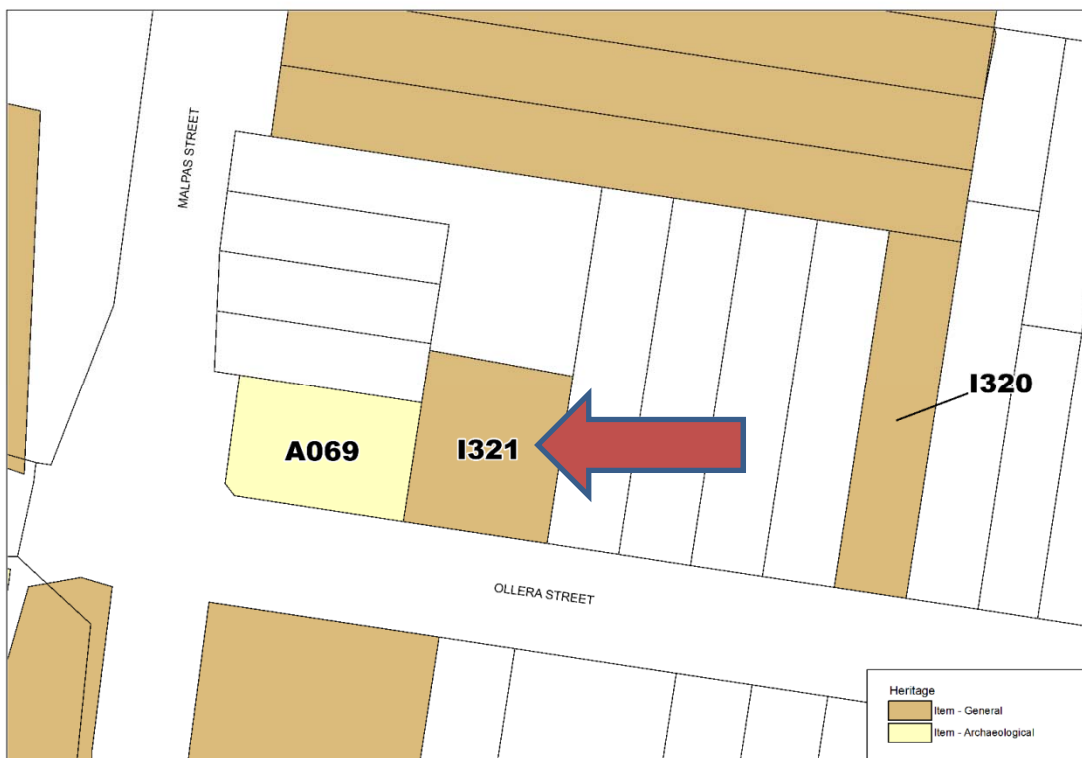 MALPAS STREET
I320
A069
I321
OLLERA STREET
Heritage
Item - General
Item - Archaeological